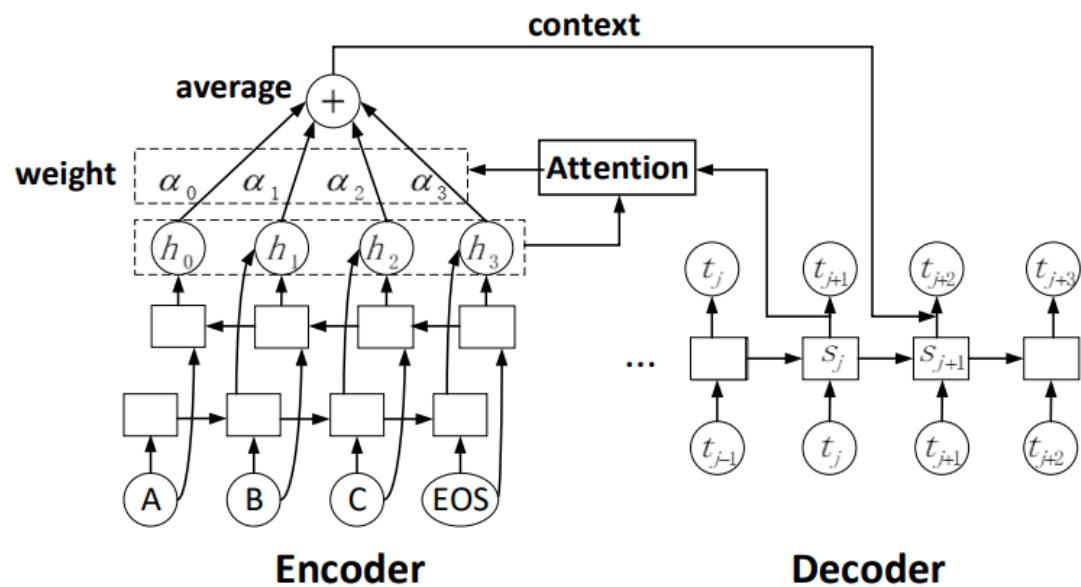 context
average
+
weight
α₀ α₁ α₂ α₃
Attention
h₀ h₁ h₂ h₃
tⱼ tⱼ₊₁ tⱼ₊₂ tⱼ₊₃
... sⱼ sⱼ₊₁
tⱼ₋₁ tⱼ tⱼ₊₁ tⱼ₊₂
A B C EOS
Encoder
Decoder